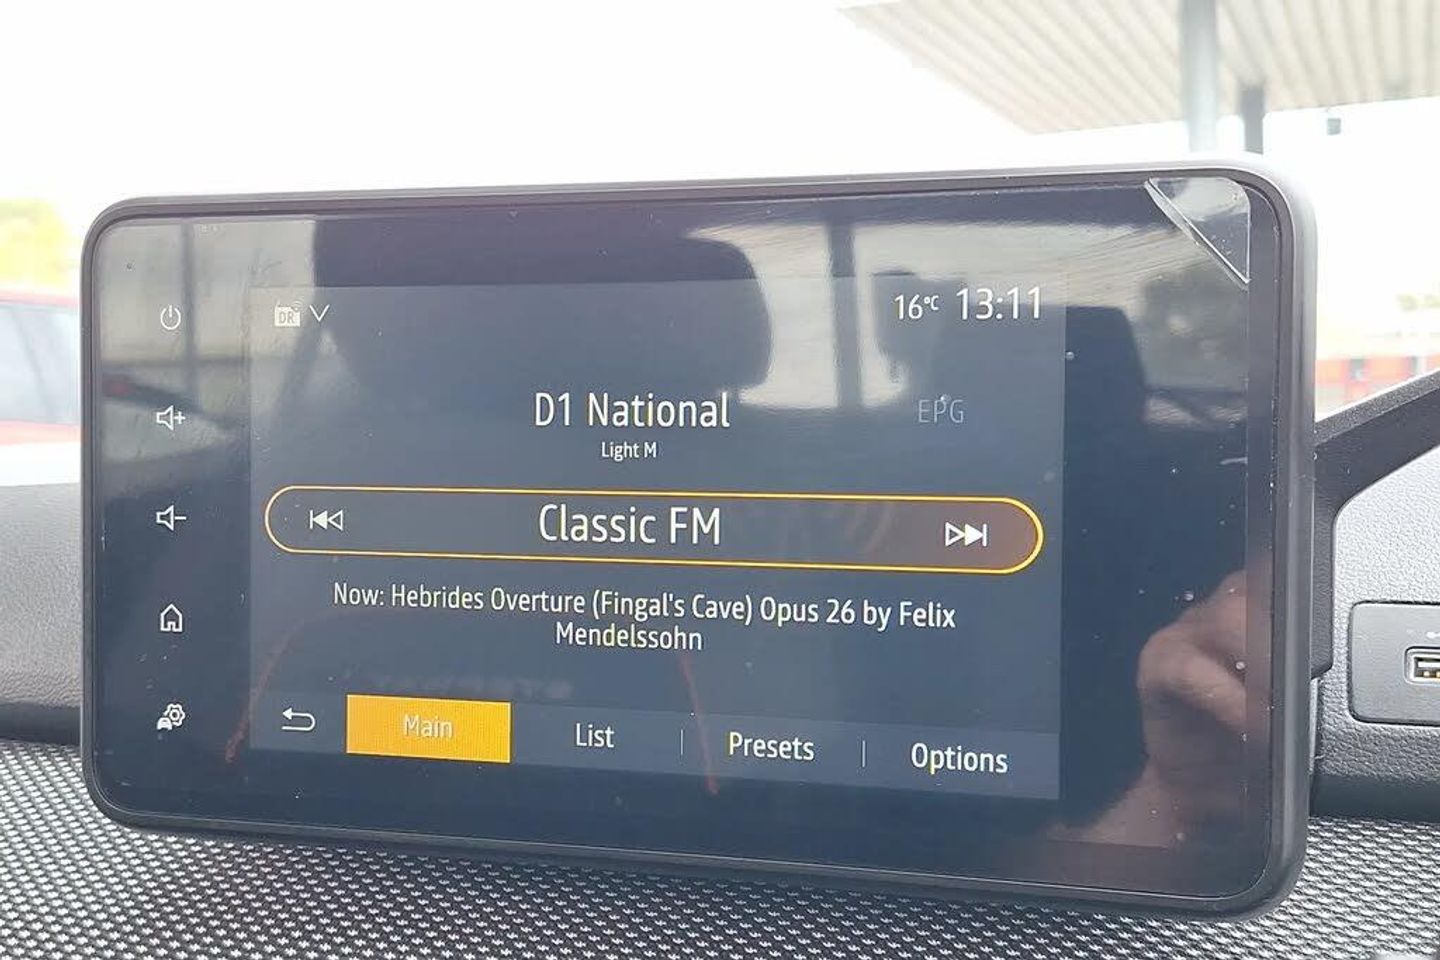 DR
16°C 13:11
D1 National
EPG
Light M
Classic FM
Now: Hebrides Overture (Fingal's Cave) Opus 26 by Felix
Mendelssohn
Main
List
Presets
Options